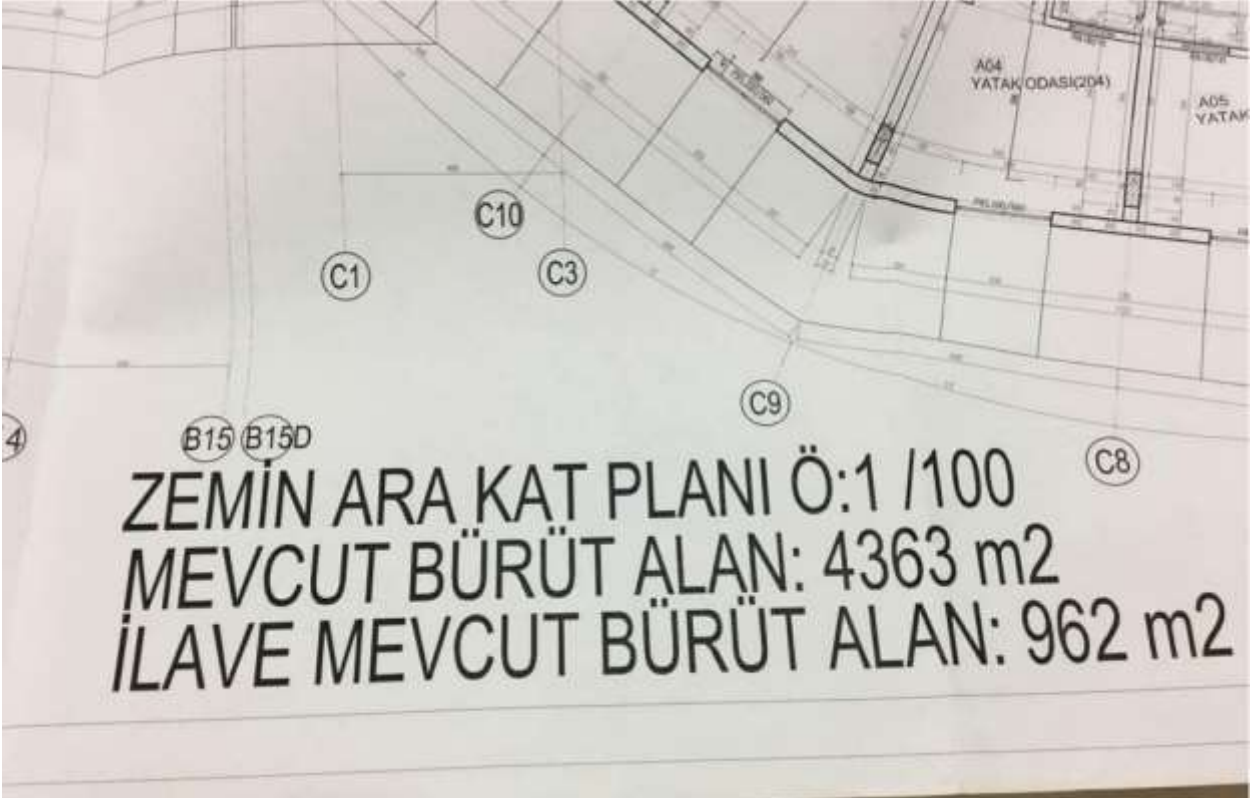 A04
YATAK ODASI(204)
A05
YATAK
C10
C1
C3
C9
C8
4
B15
B15D
ZEMİN ARA KAT PLANI Ö:1 /100
MEVCUT BÜRÜT ALAN: 4363 m2
İLAVE MEVCUT BÜRÜT ALAN: 962 m2